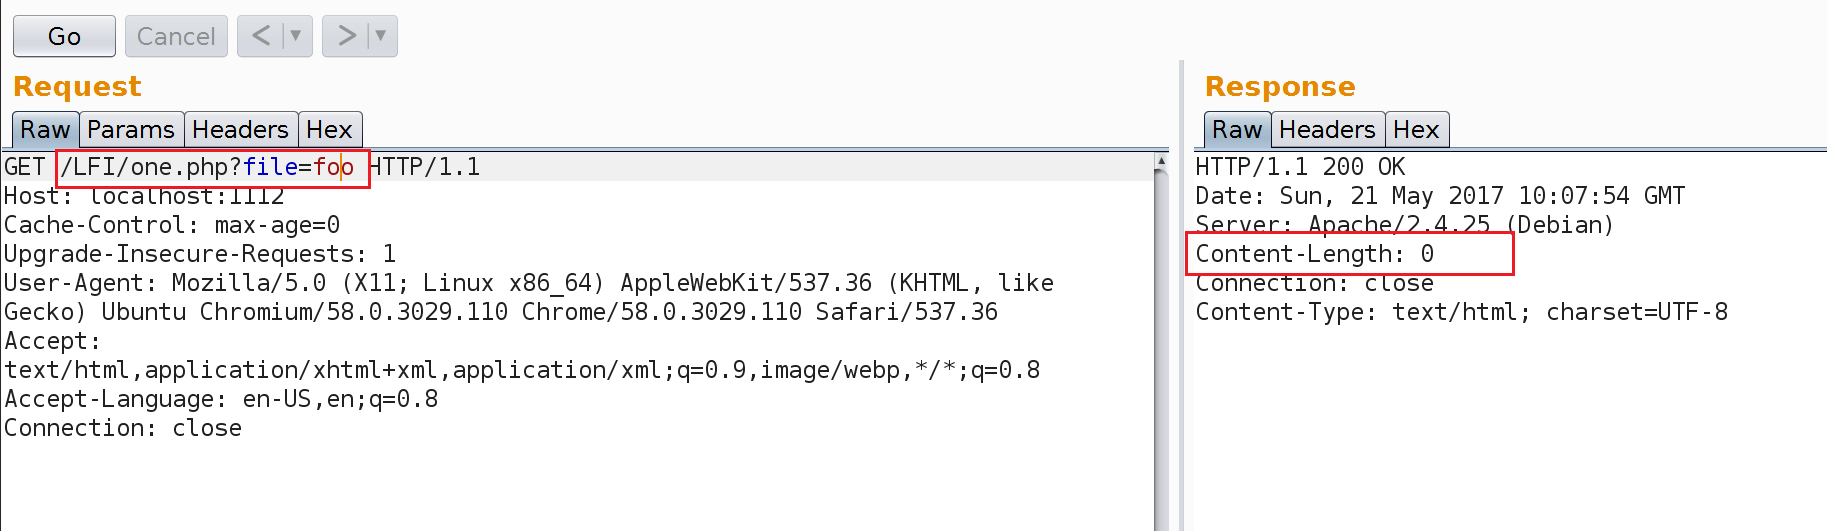 Go Cancel < ▼ > ▼
Request
Raw Params Headers Hex
GET /LFI/one.php?file=foo HTTP/1.1
Host: localhost:1112
Cache-Control: max-age=0
Upgrade-Insecure-Requests: 1
User-Agent: Mozilla/5.0 (X11; Linux x86_64) AppleWebKit/537.36 (KHTML, like
Gecko) Ubuntu Chromium/58.0.3029.110 Chrome/58.0.3029.110 Safari/537.36
Accept:
text/html,application/xhtml+xml,application/xml;q=0.9,image/webp,*/*;q=0.8
Accept-Language: en-US,en;q=0.8
Connection: close
Response
Raw Headers Hex
HTTP/1.1 200 OK
Date: Sun, 21 May 2017 10:07:54 GMT
Server: Apache/2.4.25 (Debian)
Content-Length: 0
Connection: close
Content-Type: text/html; charset=UTF-8